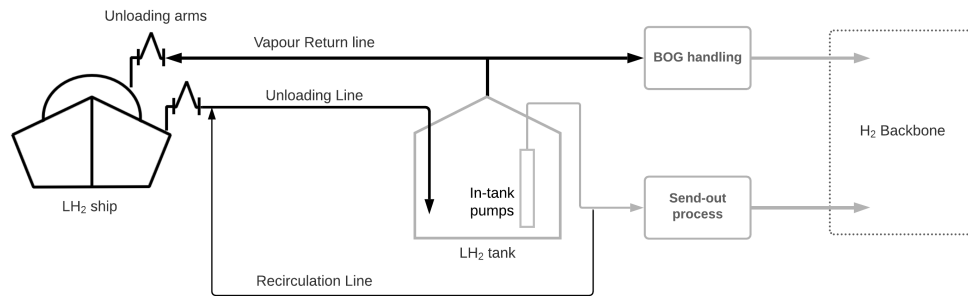 Unloading arms
Vapour Return line
BOG handling
Unloading Line
H₂ Backbone
In-tank
pumps
Send-out
process
LH₂ ship
LH₂ tank
Recirculation Line